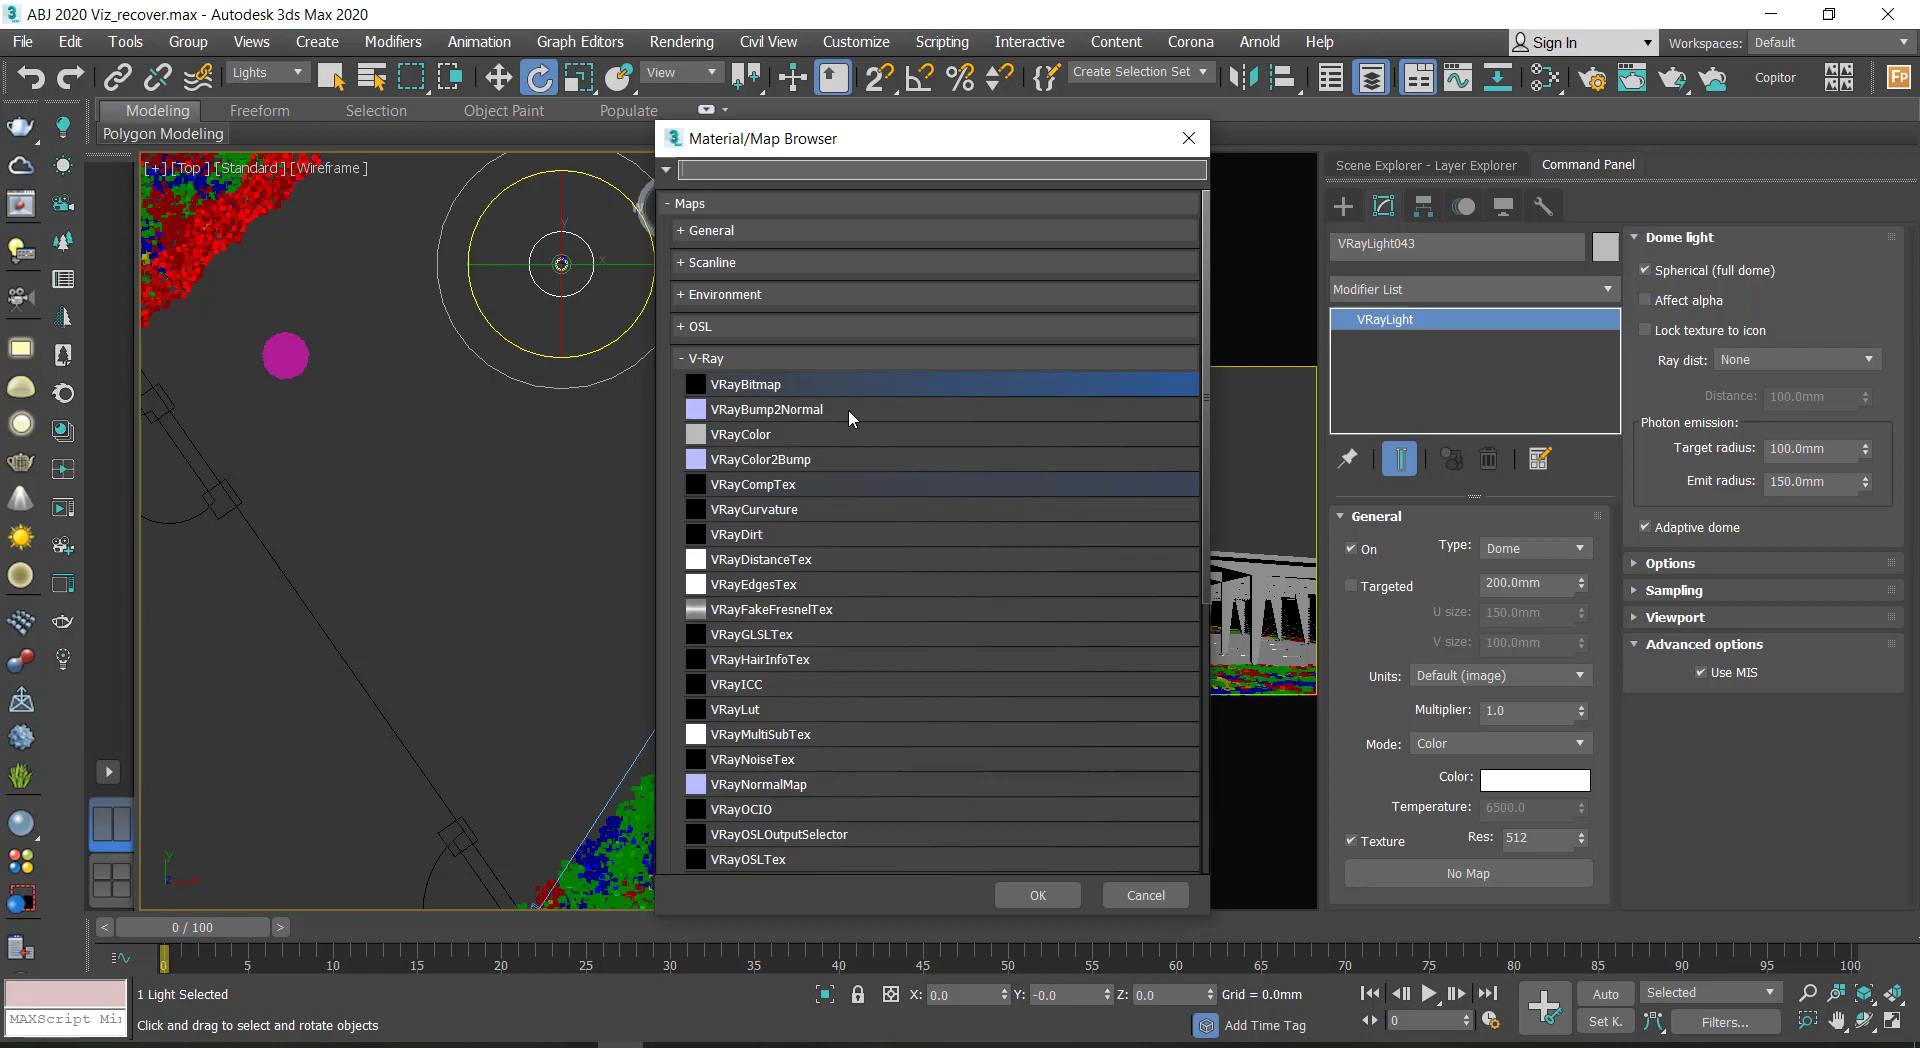 ABJ 2020 Viz_recover.max - Autodesk 3ds Max 2020
File Edit Tools Group Views Create Modifiers Animation Graph Editors Rendering Civil View Customize Scripting Interactive Content Corona Arnold Help
Sign In
Workspaces: Default
Lights
View
Create Selection Set
Copitor
Modeling Freeform Selection Object Paint Populate
Polygon Modeling
[+] [Top] [Standard] [Wireframe]
Material/Map Browser
- Maps
+ General
+ Scanline
+ Environment
+ OSL
- V-Ray
VRayBitmap
VRayBump2Normal
VRayColor
VRayColor2Bump
VRayCompTex
VRayCurvature
VRayDirt
VRayDistanceTex
VRayEdgesTex
VRayFakeFresnelTex
VRayGLSLTex
VRayHairInfoTex
VRayICC
VRayLut
VRayMultiSubTex
VRayNoiseTex
VRayNormalMap
VRayOCIO
VRayOSLOutputSelector
VRayOSLTex
OK Cancel
Scene Explorer - Layer Explorer Command Panel
VRayLight043
Modifier List
VRayLight
General
On Type: Dome
Targeted 200.0mm
U size: 150.0mm
V size: 100.0mm
Units: Default (image)
Multiplier: 1.0
Mode: Color
Color:
Temperature: 6500.0
Texture Res: 512
No Map
Dome light
Spherical (full dome)
Affect alpha
Lock texture to icon
Ray dist: None
Distance: 100.0mm
Photon emission:
Target radius: 100.0mm
Emit radius: 150.0mm
Adaptive dome
Options
Sampling
Viewport
Advanced options
Use MIS
< 0 / 100 >
0 5 10 15 20 25 30 35 40 45 50 55 60 65 70 75 80 85 90 95 100
MAXScript Mi
1 Light Selected
Click and drag to select and rotate objects
X: 0.0 Y: -0.0 Z: 0.0 Grid = 0.0mm
Add Time Tag
0
Auto Selected
Set K. Filters...